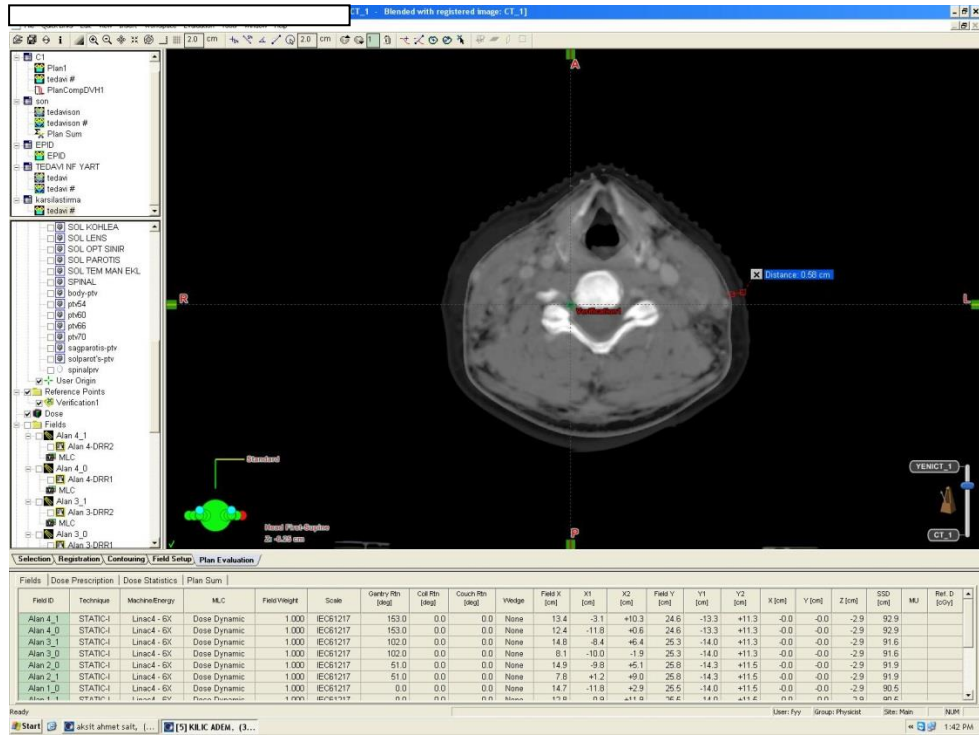 CT_1 - Blended with registered image: CT_1]
2.0 cm
2.0 cm
C1
Plan1
tedavi #
PlanCompDVH1
son
tedavison
tedavison #
Plan Sum
EPID
EPID
TEDAVI NF YART
tedavi
tedavi #
karsilastirma
tedavi #
SOL KOHLEA
SOL LENS
SOL OPT SINIR
SOL PAROTIS
SOL TEM MAN EKL
SPINAL
body-ptv
ptv54
ptv60
ptv66
ptv70
sagparotis-ptv
solparot's-ptv
spinalprv
User Origin
Reference Points
Verification1
Dose
Fields
Alan 4_1
Alan 4-DRR2
MLC
Alan 4_0
Alan 4-DRR1
MLC
Alan 3_1
Alan 3-DRR2
MLC
Alan 3_0
Alan 3-DRR1
A
R
L
P
Distance: 0.58 cm
Verification1
Standard
Head First-Supine
Z: -6.25 cm
YENICT_1
CT_1
Selection Registration Contouring Field Setup Plan Evaluation
Fields Dose Prescription Dose Statistics Plan Sum
Field ID Technique Machine/Energy MLC Field Weight Scale Gantry Rtn [deg] Coll Rtn [deg] Couch Rtn [deg] Wedge Field X [cm] X1 [cm] X2 [cm] Field Y [cm] Y1 [cm] Y2 [cm] X [cm] Y [cm] Z [cm] SSD [cm] MU Ref. D [cGy]
Alan 4_1 STATIC-I Linac4 - 6X Dose Dynamic 1.000 IEC61217 153.0 0.0 0.0 None 13.4 -3.1 +10.3 24.6 -13.3 +11.3 -0.0 -0.0 -2.9 92.9
Alan 4_0 STATIC-I Linac4 - 6X Dose Dynamic 1.000 IEC61217 153.0 0.0 0.0 None 12.4 -11.8 +0.6 24.6 -13.3 +11.3 -0.0 -0.0 -2.9 92.9
Alan 3_1 STATIC-I Linac4 - 6X Dose Dynamic 1.000 IEC61217 102.0 0.0 0.0 None 14.8 -8.4 +6.4 25.3 -14.0 +11.3 -0.0 -0.0 -2.9 91.6
Alan 3_0 STATIC-I Linac4 - 6X Dose Dynamic 1.000 IEC61217 102.0 0.0 0.0 None 8.1 -10.0 -1.9 25.3 -14.0 +11.3 -0.0 -0.0 -2.9 91.6
Alan 2_0 STATIC-I Linac4 - 6X Dose Dynamic 1.000 IEC61217 51.0 0.0 0.0 None 14.9 -9.8 +5.1 25.8 -14.3 +11.5 -0.0 -0.0 -2.9 91.9
Alan 2_1 STATIC-I Linac4 - 6X Dose Dynamic 1.000 IEC61217 51.0 0.0 0.0 None 7.8 +1.2 +9.0 25.8 -14.3 +11.5 -0.0 -0.0 -2.9 91.9
Alan 1_0 STATIC-I Linac4 - 6X Dose Dynamic 1.000 IEC61217 0.0 0.0 0.0 None 14.7 -11.8 +2.9 25.5 -14.0 +11.5 -0.0 -0.0 -2.9 90.5
Ready User: fyy Group: Physicist Site: Main NUM
Start aksit ahmet sait, (... [5] KILIC ADEM, (3... 1:42 PM